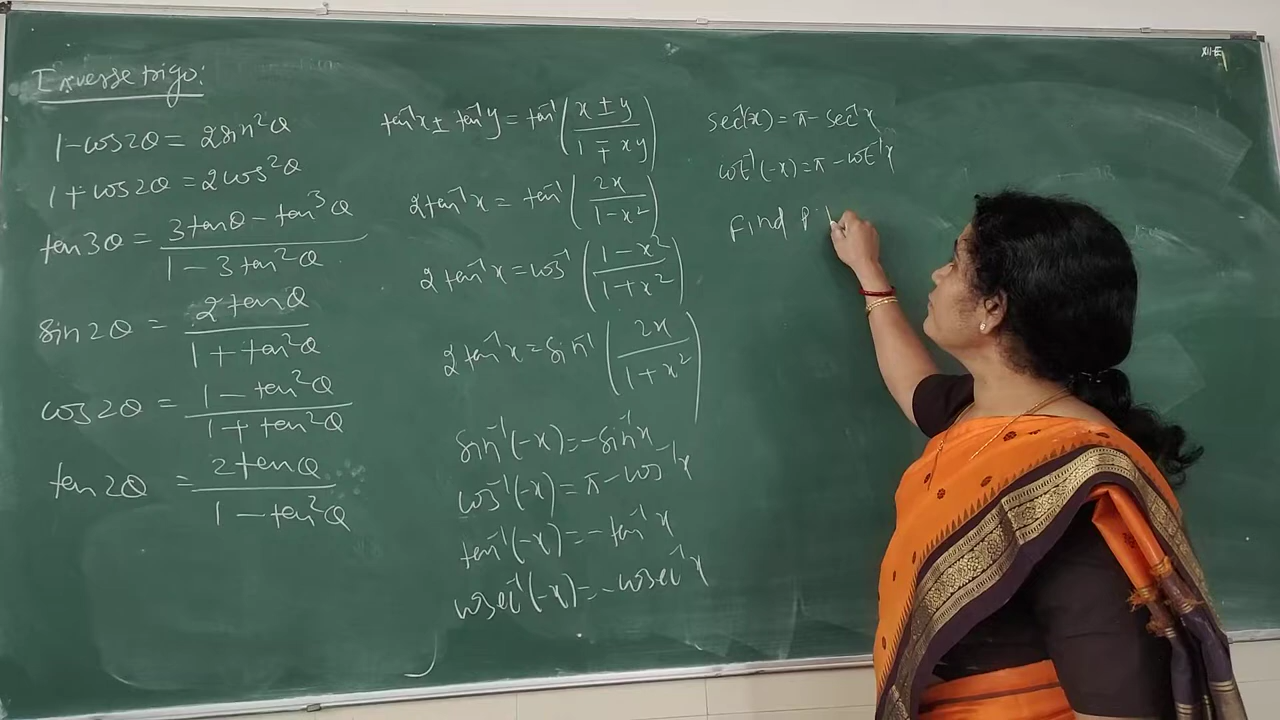 Inverse trigo:
1-cos2θ = 2sin²θ
1+cos2θ = 2cos²θ
tan3θ = (3tanθ - tan³θ)/(1-3tan²θ)
sin2θ = (2tanθ)/(1+tan²θ)
cos2θ = (1-tan²θ)/(1+tan²θ)
tan2θ = (2tanθ)/(1-tan²θ)
tan⁻¹x ± tan⁻¹y = tan⁻¹((x±y)/(1∓xy))
2tan⁻¹x = tan⁻¹(2x/(1-x²))
2tan⁻¹x = cos⁻¹((1-x²)/(1+x²))
2tan⁻¹x = sin⁻¹(2x/(1+x²))
sin⁻¹(-x) = -sin⁻¹x
cos⁻¹(-x) = π-cos⁻¹x
tan⁻¹(-x) = -tan⁻¹x
cosec⁻¹(-x) = -cosec⁻¹x
sec⁻¹(x) = π-sec⁻¹x
cot⁻¹(-x) = π-cot⁻¹x
Find
XII-E